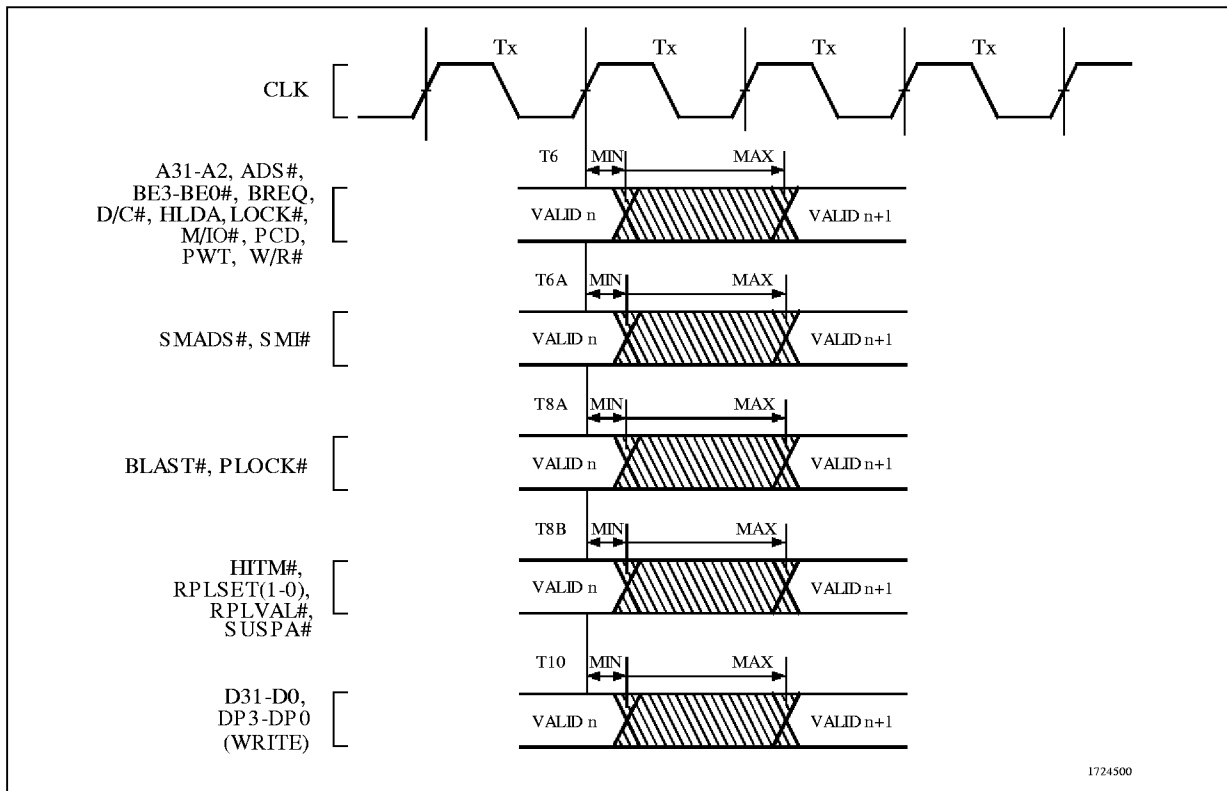 Tx Tx Tx Tx
CLK
T6 MIN MAX
A31-A2, ADS#,
BE3-BE0#, BREQ,
D/C#, HLDA, LOCK#,
M/IO#, PCD,
PWT, W/R#
VALID n VALID n+1
T6A MIN MAX
SMADS#, SMI#
VALID n VALID n+1
T8A MIN MAX
BLAST#, PLOCK#
VALID n VALID n+1
T8B MIN MAX
HITM#,
RPLSET(1-0),
RPLVAL#,
SUSPA#
VALID n VALID n+1
T10 MIN MAX
D31-D0,
DP3-DP0
(WRITE)
VALID n VALID n+1
1724500